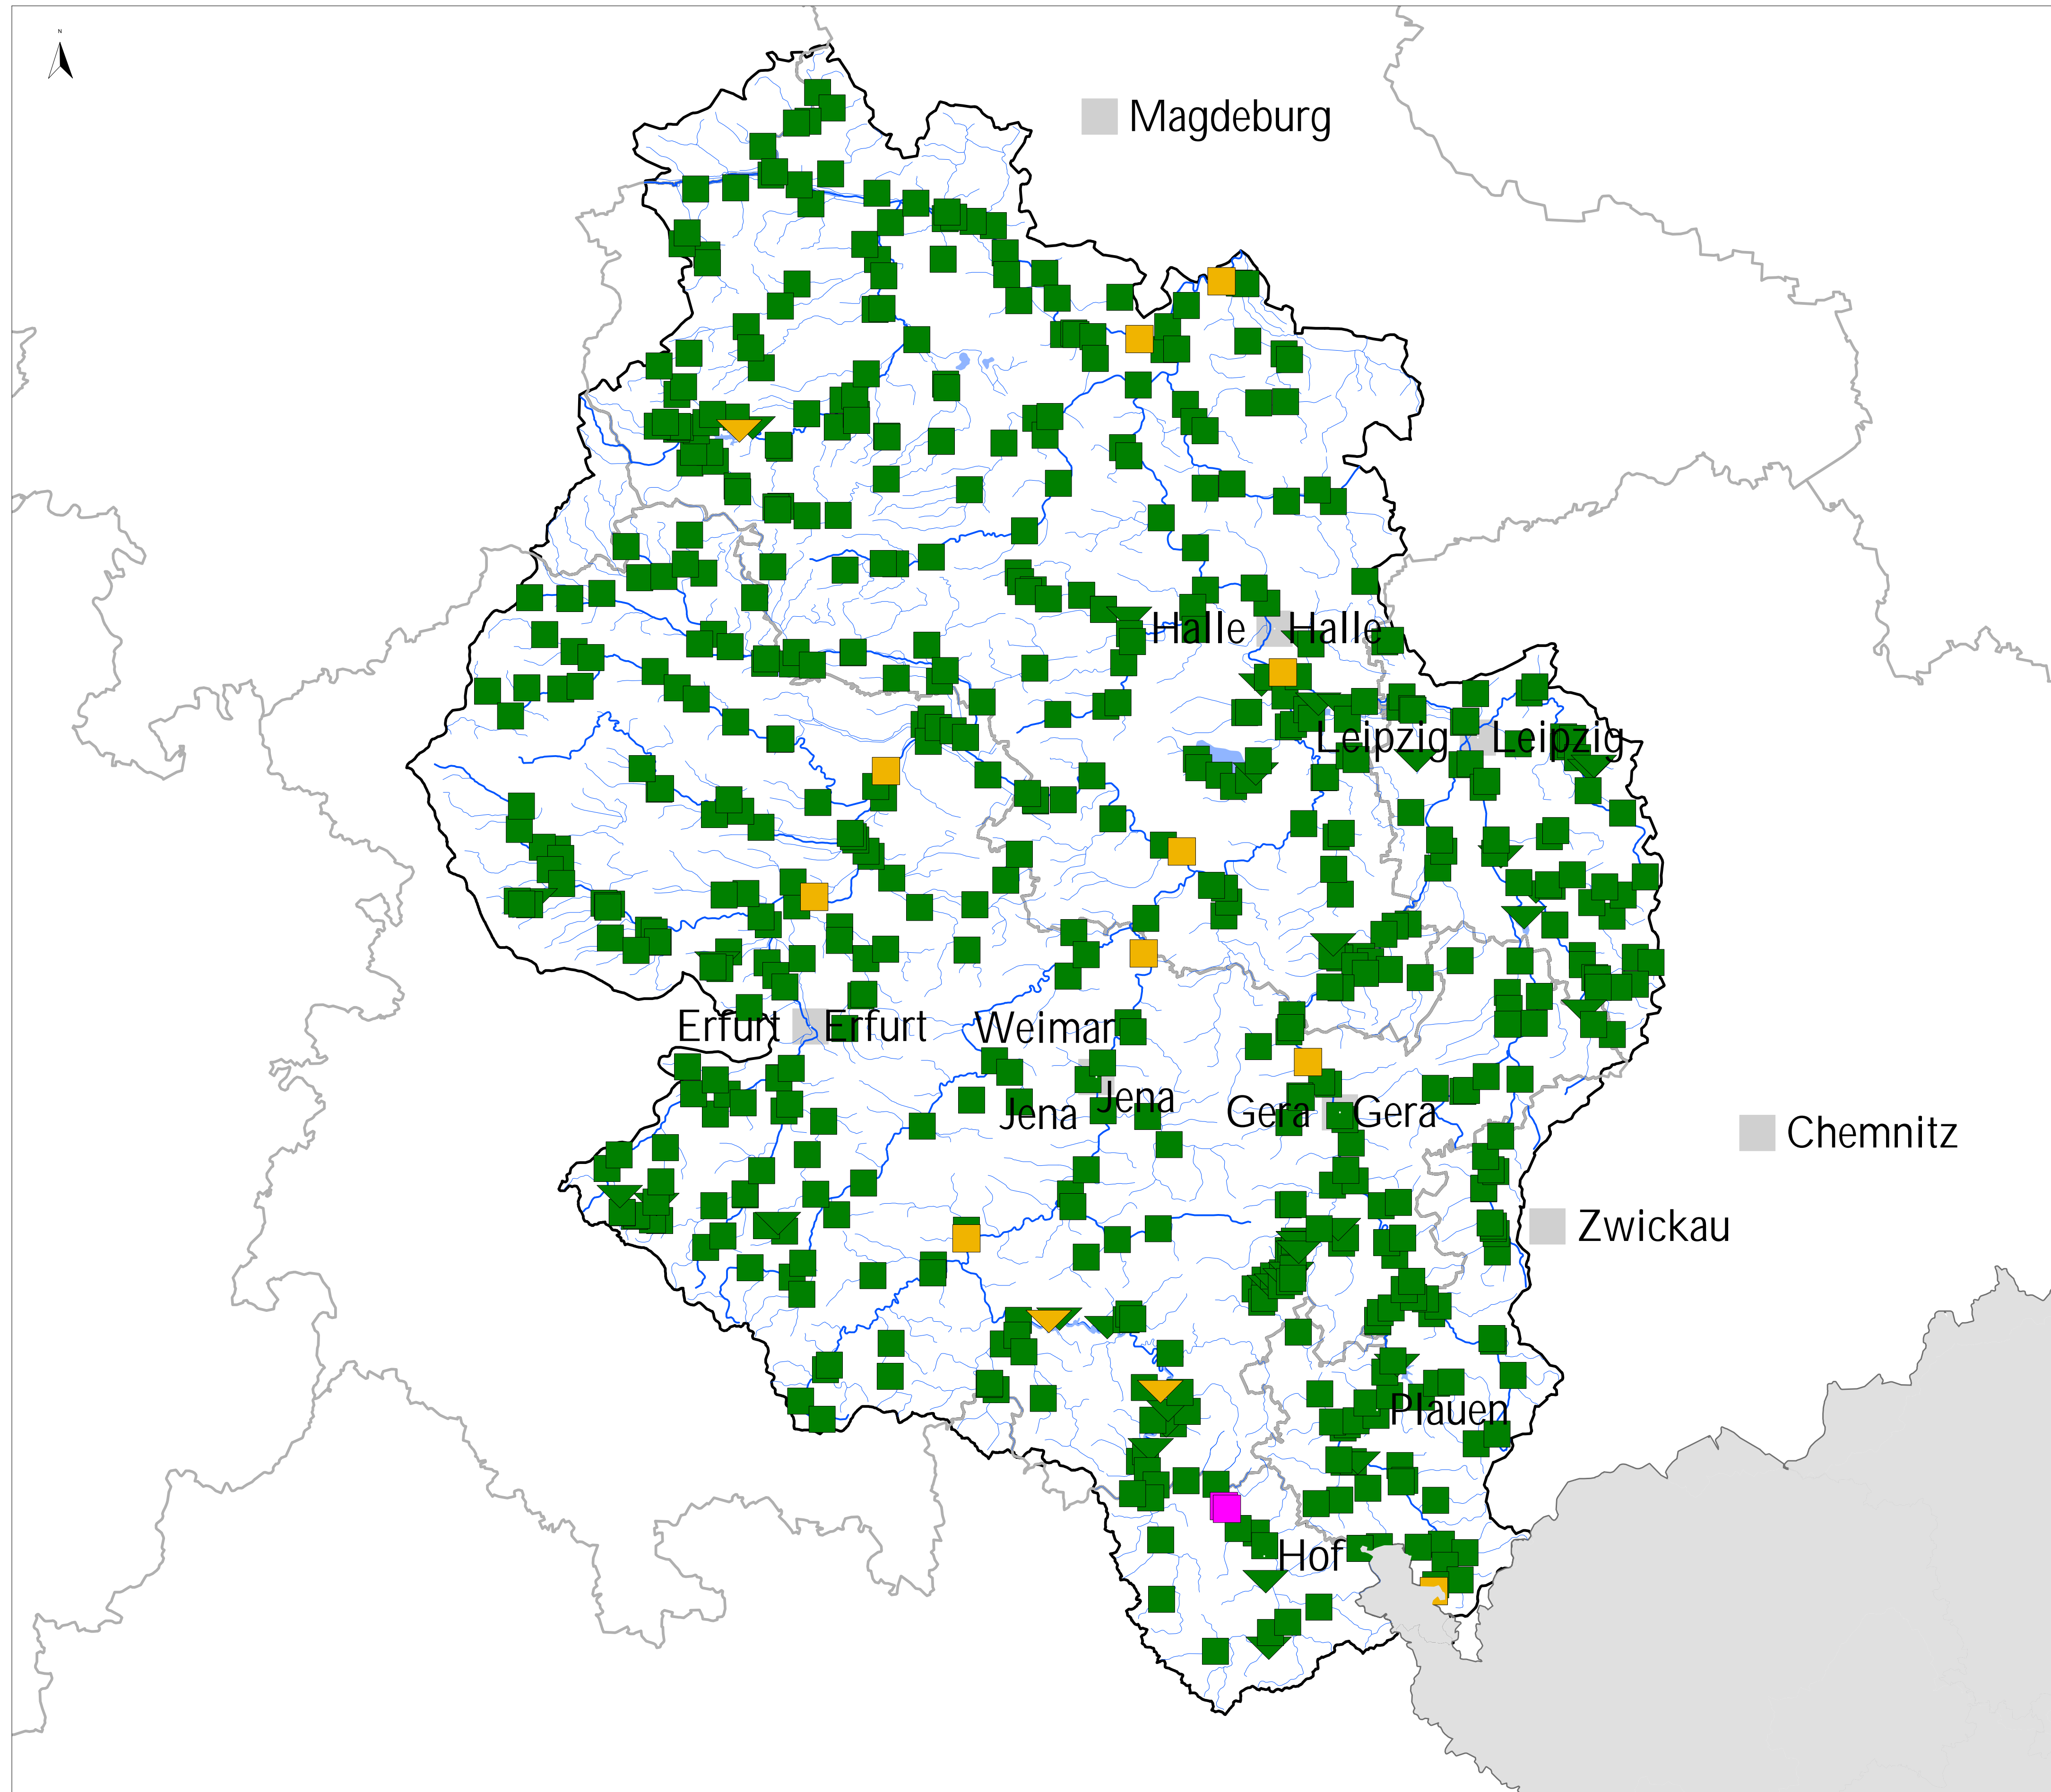 N
Magdeburg
Halle Halle
Leipzig Leipzig
Erfurt Erfurt
Weimar
Jena Jena
Gera Gera
Chemnitz
Zwickau
Plauen
Hof